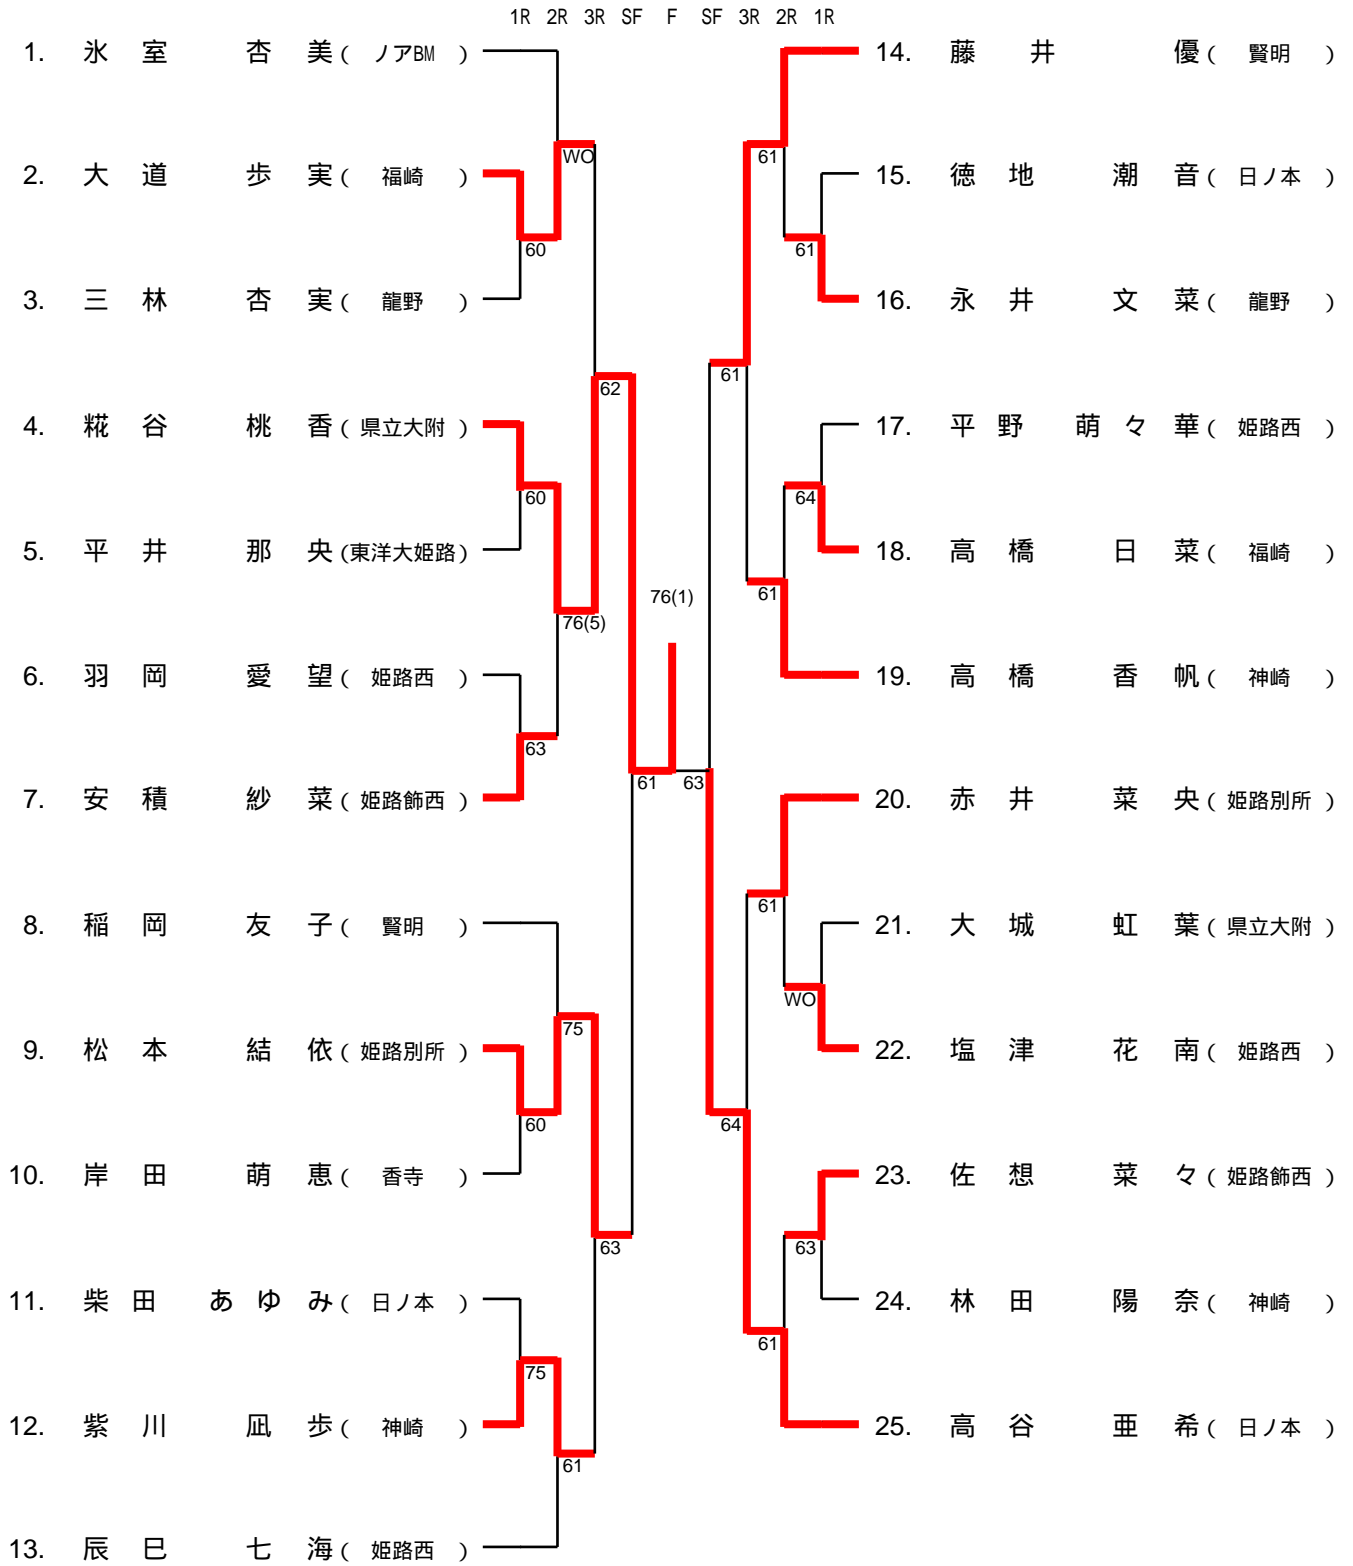 1R 2R 3R SF F SF 3R 2R 1R
1. 氷室 杏美 ( ノアBM )
2. 大道 歩実 ( 福崎 )
3. 三林 杏実 ( 龍野 )
4. 糀谷 桃香 ( 県立大附 )
5. 平井 那央 (東洋大姫路)
6. 羽岡 愛望 ( 姫路西 )
7. 安積 紗菜 ( 姫路飾西 )
8. 稲岡 友子 ( 賢明 )
9. 松本 結依 ( 姫路別所 )
10. 岸田 萌恵 ( 香寺 )
11. 柴田 あゆみ ( 日ノ本 )
12. 紫川 凪歩 ( 神崎 )
13. 辰巳 七海 ( 姫路西 )
WO
60
60
76(5)
63
62
75
60
63
75
61
61
76(1)
63
61
61
61
64
61
61
WO
64
63
61
14. 藤井 優 ( 賢明 )
15. 徳地 潮音 ( 日ノ本 )
16. 永井 文菜 ( 龍野 )
17. 平野 萌々華 ( 姫路西 )
18. 高橋 日菜 ( 福崎 )
19. 高橋 香帆 ( 神崎 )
20. 赤井 菜央 ( 姫路別所 )
21. 大城 虹葉 ( 県立大附 )
22. 塩津 花南 ( 姫路西 )
23. 佐想 菜々 ( 姫路飾西 )
24. 林田 陽奈 ( 神崎 )
25. 高谷 亜希 ( 日ノ本 )